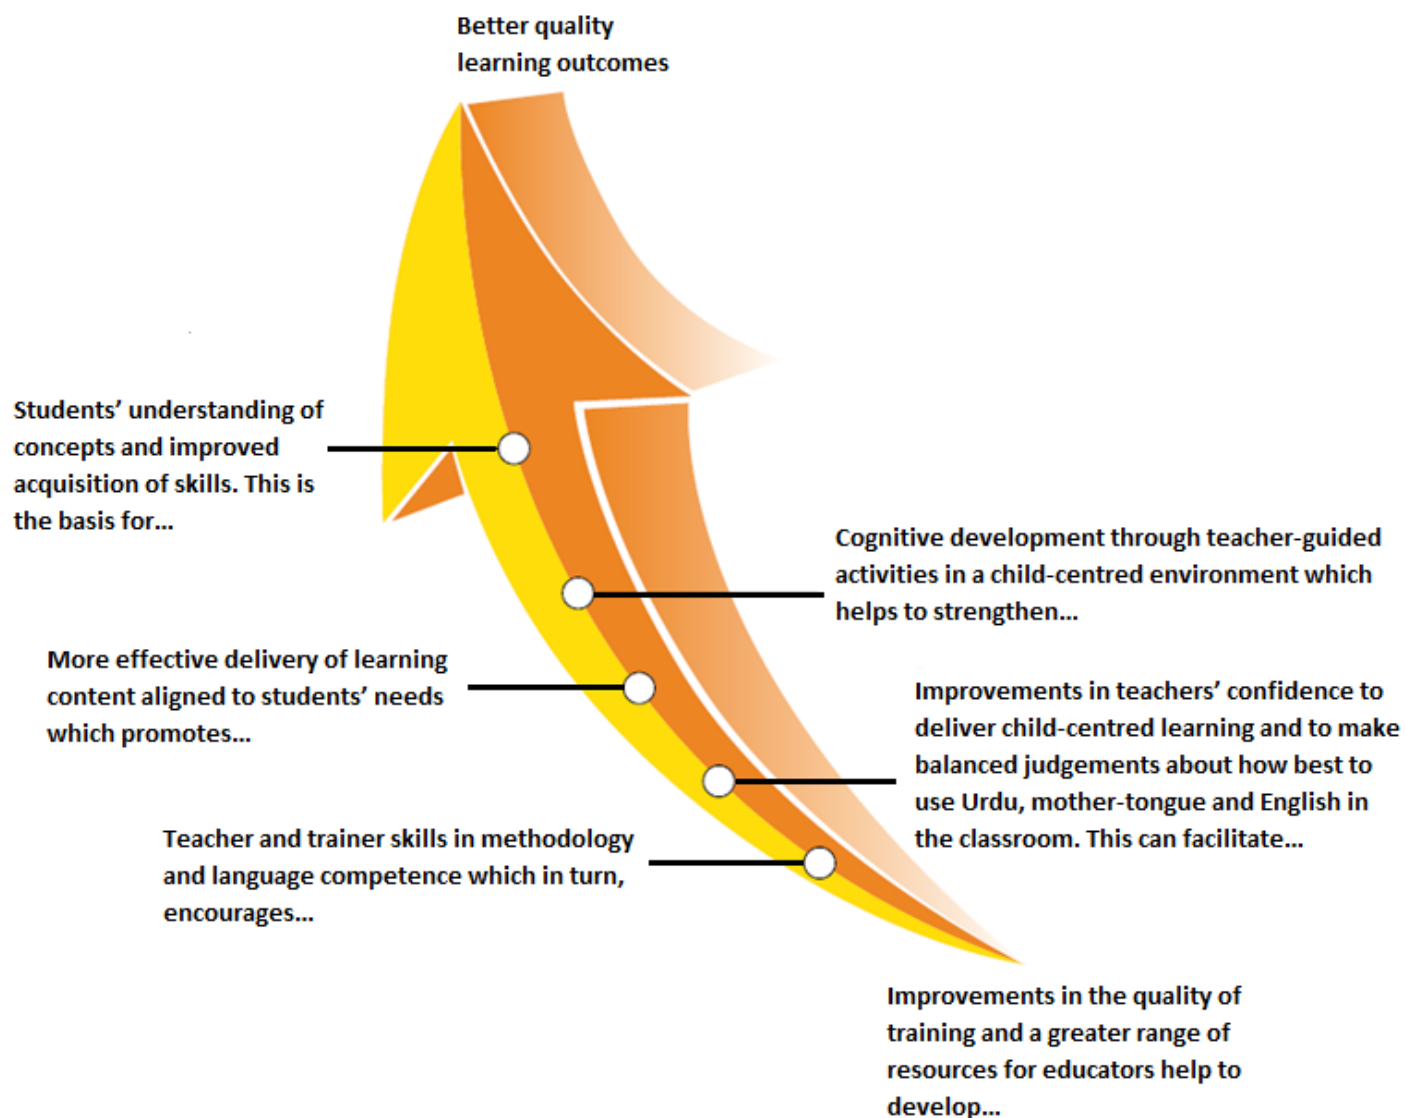 Better quality
learning outcomes
Students’ understanding of
concepts and improved
acquisition of skills. This is
the basis for...
Cognitive development through teacher-guided
activities in a child-centred environment which
helps to strengthen...
More effective delivery of learning
content aligned to students’ needs
which promotes...
Improvements in teachers’ confidence to
deliver child-centred learning and to make
balanced judgements about how best to
use Urdu, mother-tongue and English in
the classroom. This can facilitate...
Teacher and trainer skills in methodology
and language competence which in turn,
encourages...
Improvements in the quality of
training and a greater range of
resources for educators help to
develop...